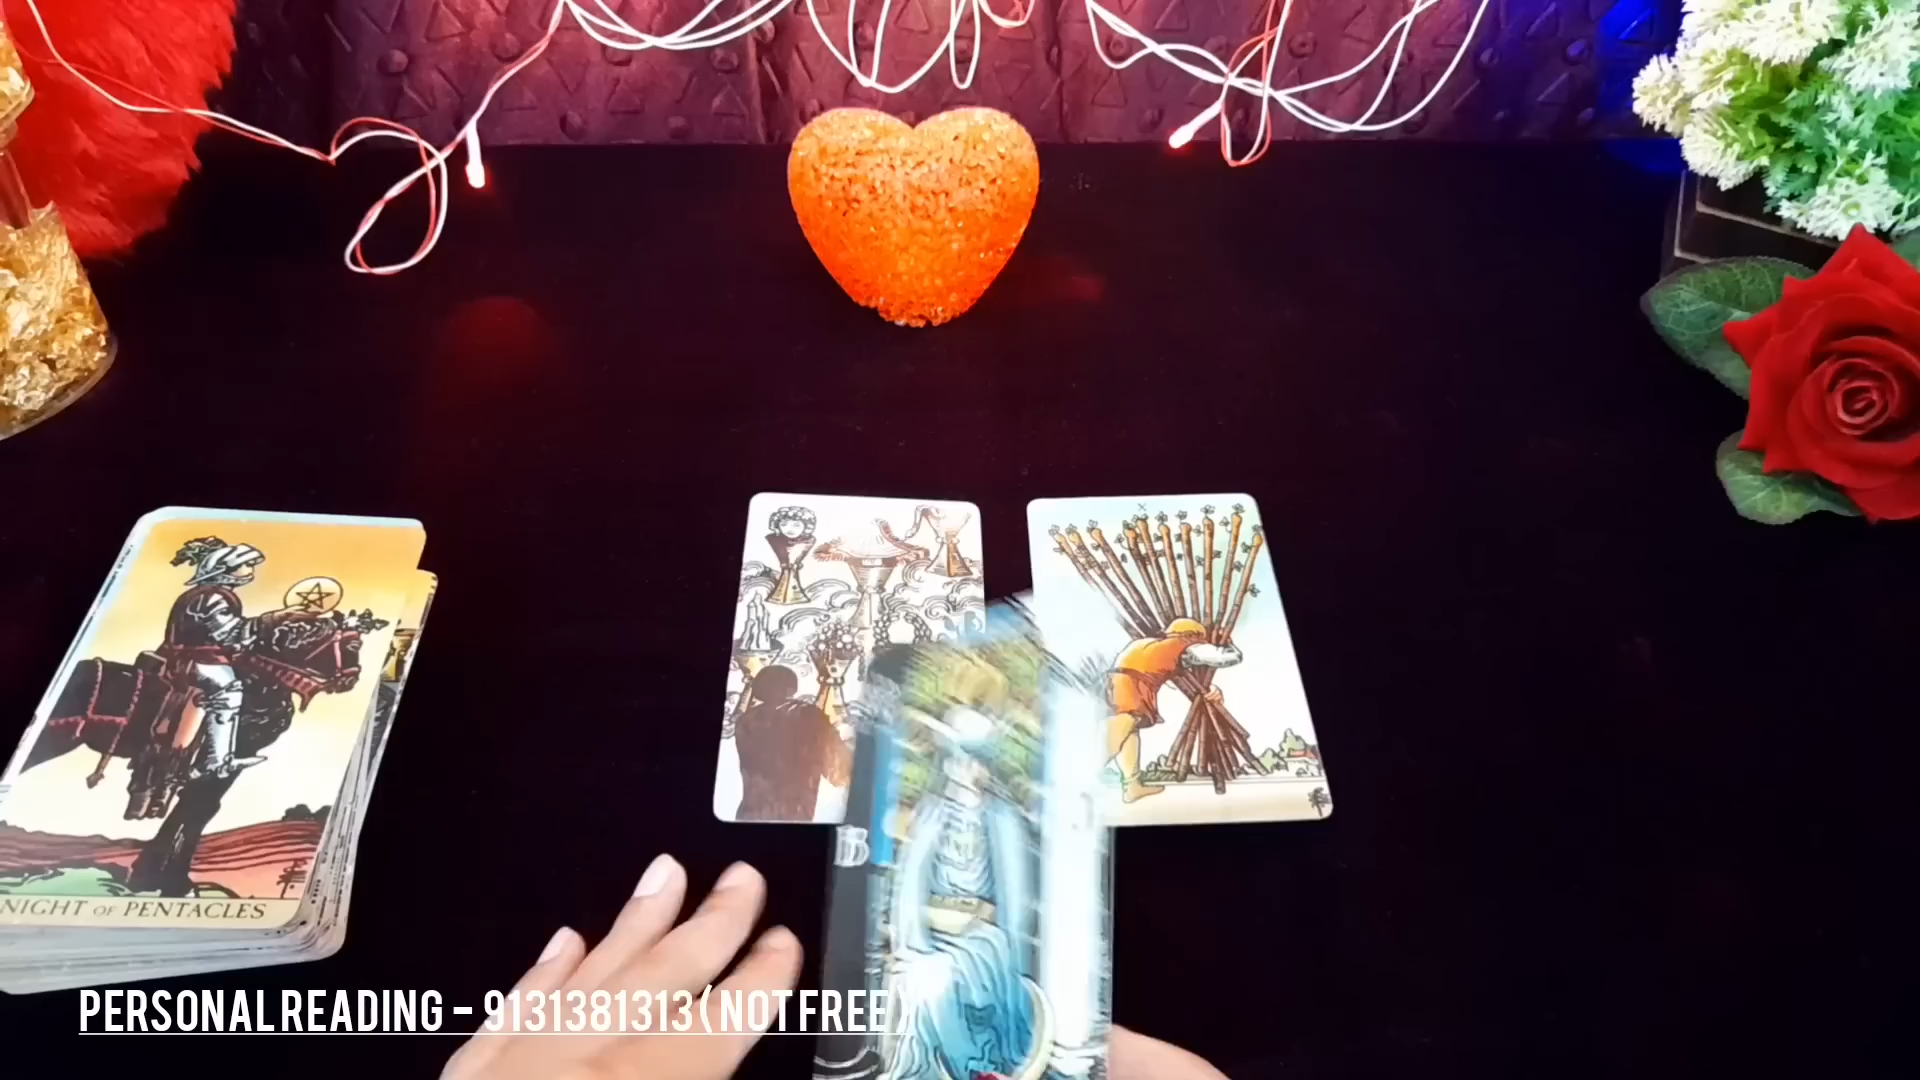 X
B
NIGHT OF PENTACLES
PERSONAL READING - 9131381313 ( NOT FREE )